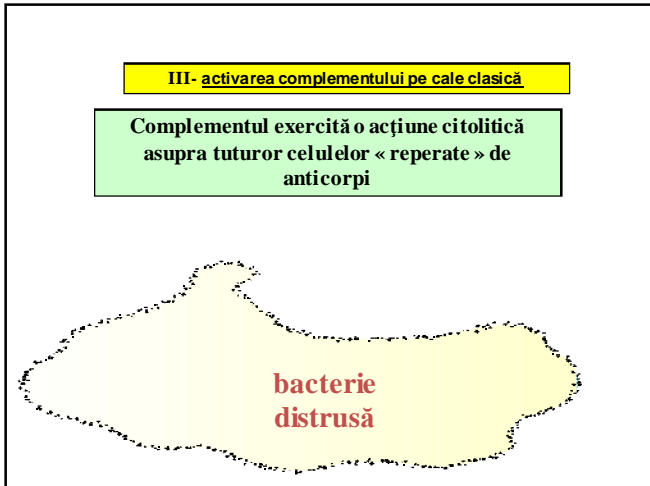 III- activarea complementului pe cale clasică
Complementul exercită o acţiune citolitică
asupra tuturor celulelor « reperate » de
anticorpi
bacterie
distrusă